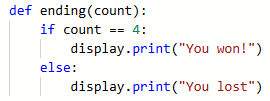 def ending(count):
    if count == 4:
        display.print("You won!")
    else:
        display.print("You lost")